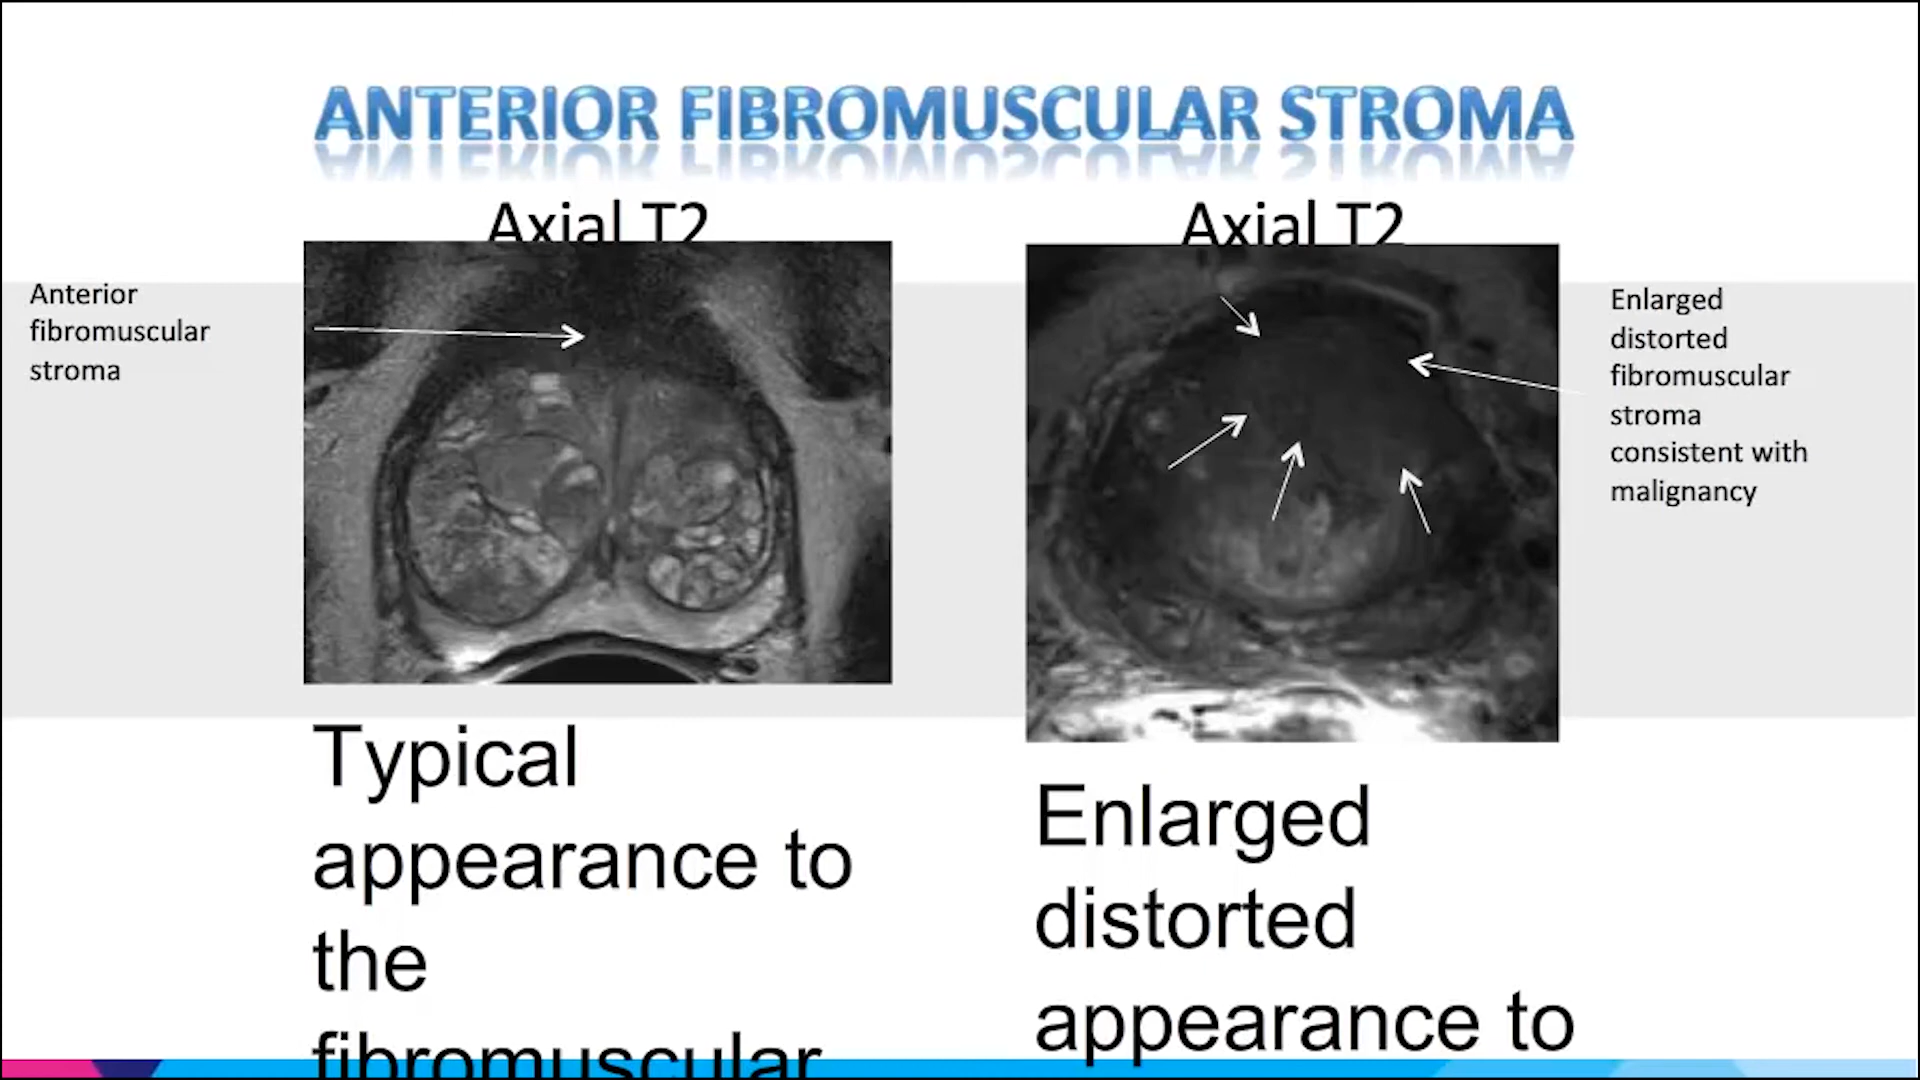 ANTERIOR FIBROMUSCULAR STROMA
Axial T2
Axial T2
Anterior
fibromuscular
stroma
Enlarged
distorted
fibromuscular
stroma
consistent with
malignancy
Typical
appearance to
the
fibromuscular
Enlarged
distorted
appearance to